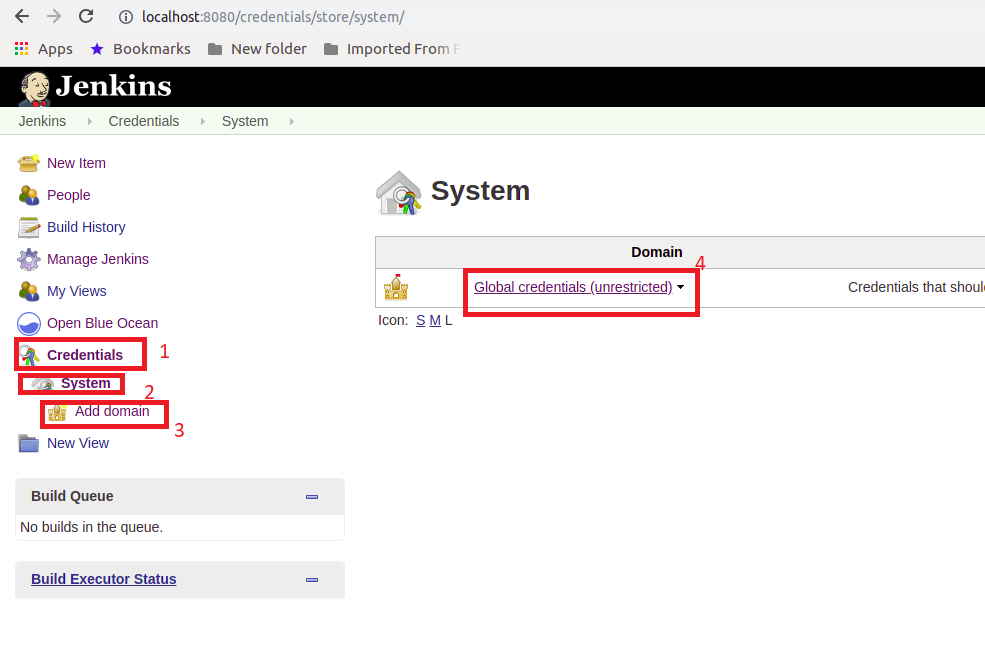 localhost:8080/credentials/store/system/
Apps Bookmarks New folder Imported From F
Jenkins
Jenkins Credentials System
New Item
People
Build History
Manage Jenkins
My Views
Open Blue Ocean
Credentials 1
System 2
Add domain 3
New View
Build Queue
No builds in the queue.
Build Executor Status
System
Domain 4
Global credentials (unrestricted) Credentials that shoul
Icon: S M L